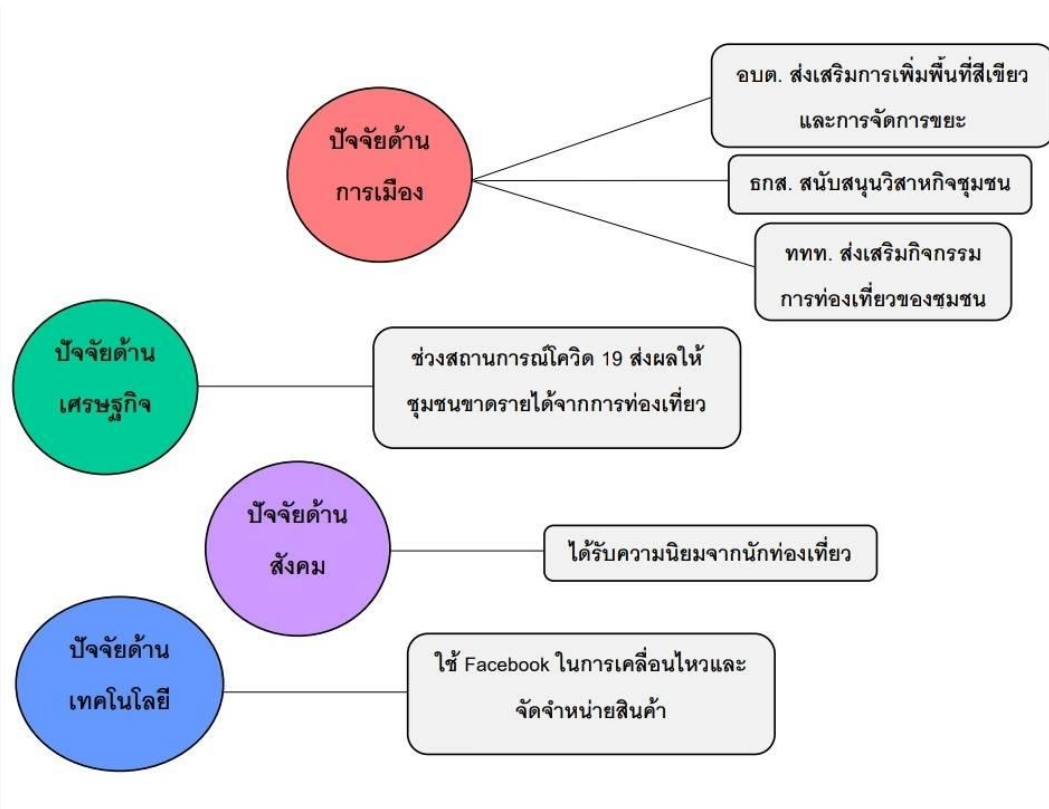 ปัจจัยด้าน
การเมือง
อบต. ส่งเสริมการเพิ่มพื้นที่สีเขียว
และการจัดการขยะ
ธกส. สนับสนุนวิสาหกิจชุมชน
ททท. ส่งเสริมกิจกรรม
การท่องเที่ยวของชุมชน
ปัจจัยด้าน
เศรษฐกิจ
ช่วงสถานการณ์โควิด 19 ส่งผลให้
ชุมชนขาดรายได้จากการท่องเที่ยว
ปัจจัยด้าน
สังคม
ได้รับความนิยมจากนักท่องเที่ยว
ปัจจัยด้าน
เทคโนโลยี
ใช้ Facebook ในการเคลื่อนไหวและ
จัดจำหน่ายสินค้า